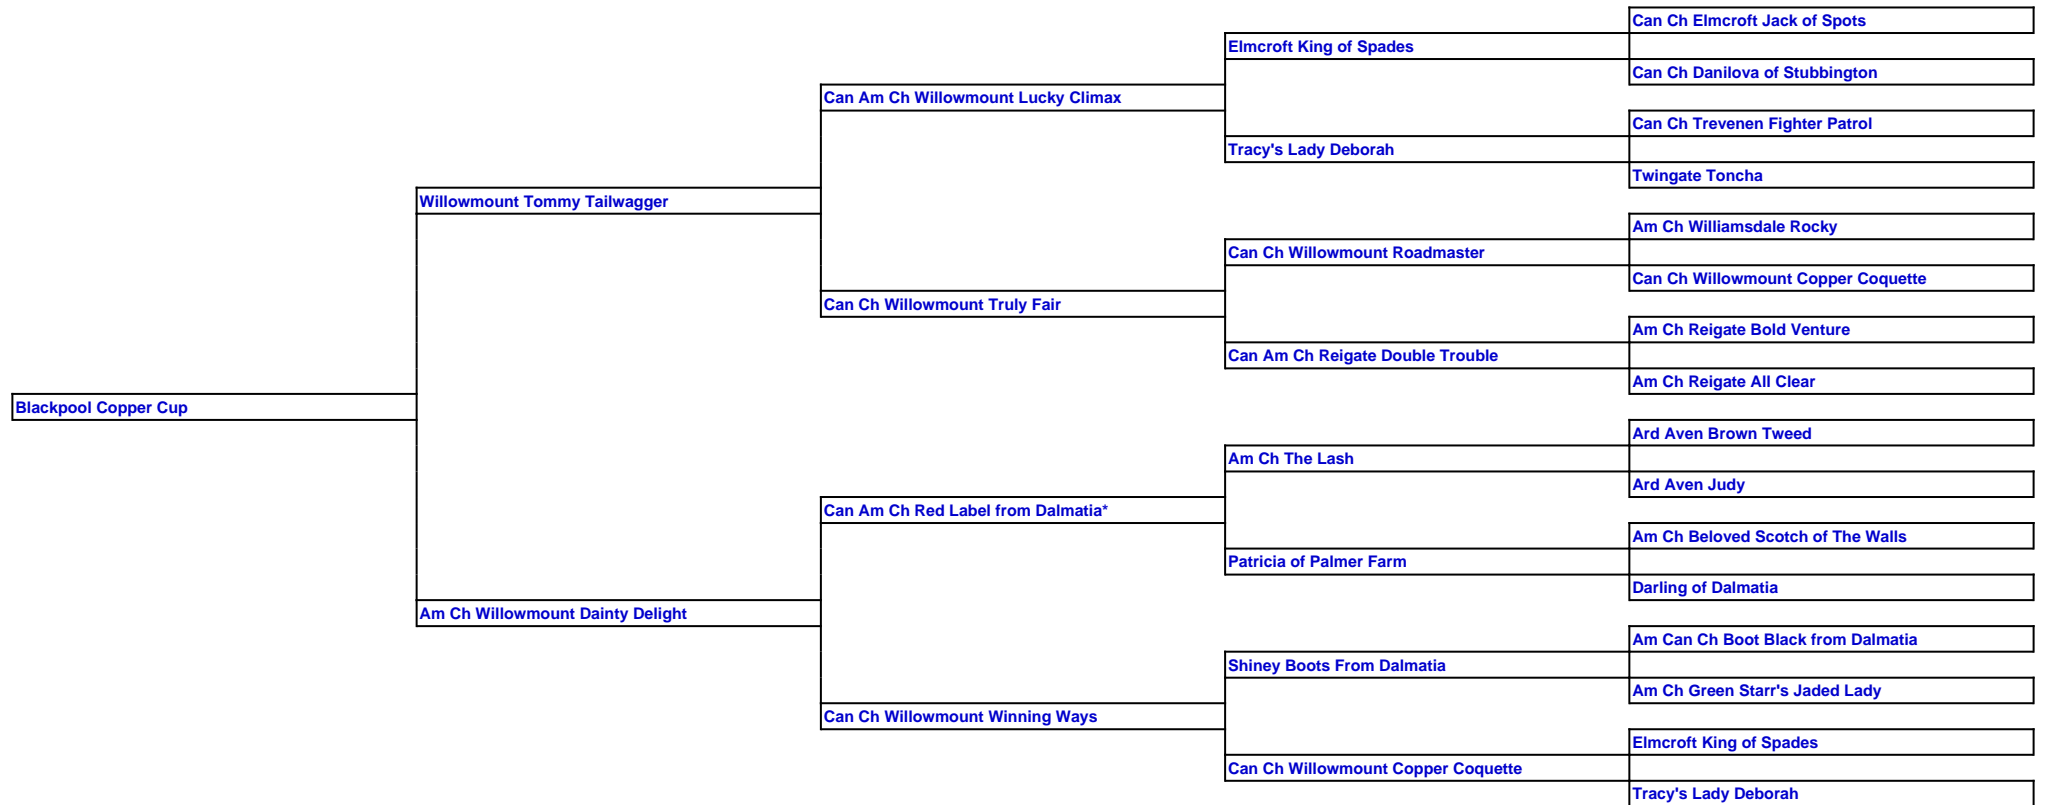 Can Ch Elmcroft Jack of Spots
Elmcroft King of Spades
Can Ch Danilova of Stubbington
Can Am Ch Willowmount Lucky Climax
Can Ch Trevenen Fighter Patrol
Tracy's Lady Deborah
Twingate Toncha
Willowmount Tommy Tailwagger
Am Ch Williamsdale Rocky
Can Ch Willowmount Roadmaster
Can Ch Willowmount Copper Coquette
Can Ch Willowmount Truly Fair
Am Ch Reigate Bold Venture
Can Am Ch Reigate Double Trouble
Am Ch Reigate All Clear
Blackpool Copper Cup
Ard Aven Brown Tweed
Am Ch The Lash
Ard Aven Judy
Can Am Ch Red Label from Dalmatia*
Am Ch Beloved Scotch of The Walls
Patricia of Palmer Farm
Darling of Dalmatia
Am Ch Willowmount Dainty Delight
Am Can Ch Boot Black from Dalmatia
Shiney Boots From Dalmatia
Am Ch Green Starr's Jaded Lady
Can Ch Willowmount Winning Ways
Elmcroft King of Spades
Can Ch Willowmount Copper Coquette
Tracy's Lady Deborah